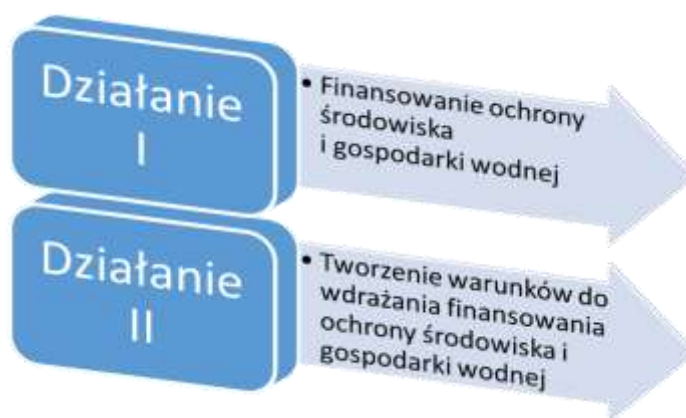 Działanie
I
• Finansowanie ochrony
środowiska
i gospodarki wodnej
Działanie
II
• Tworzenie warunków do
wdrażania finansowania
ochrony środowiska i
gospodarki wodnej